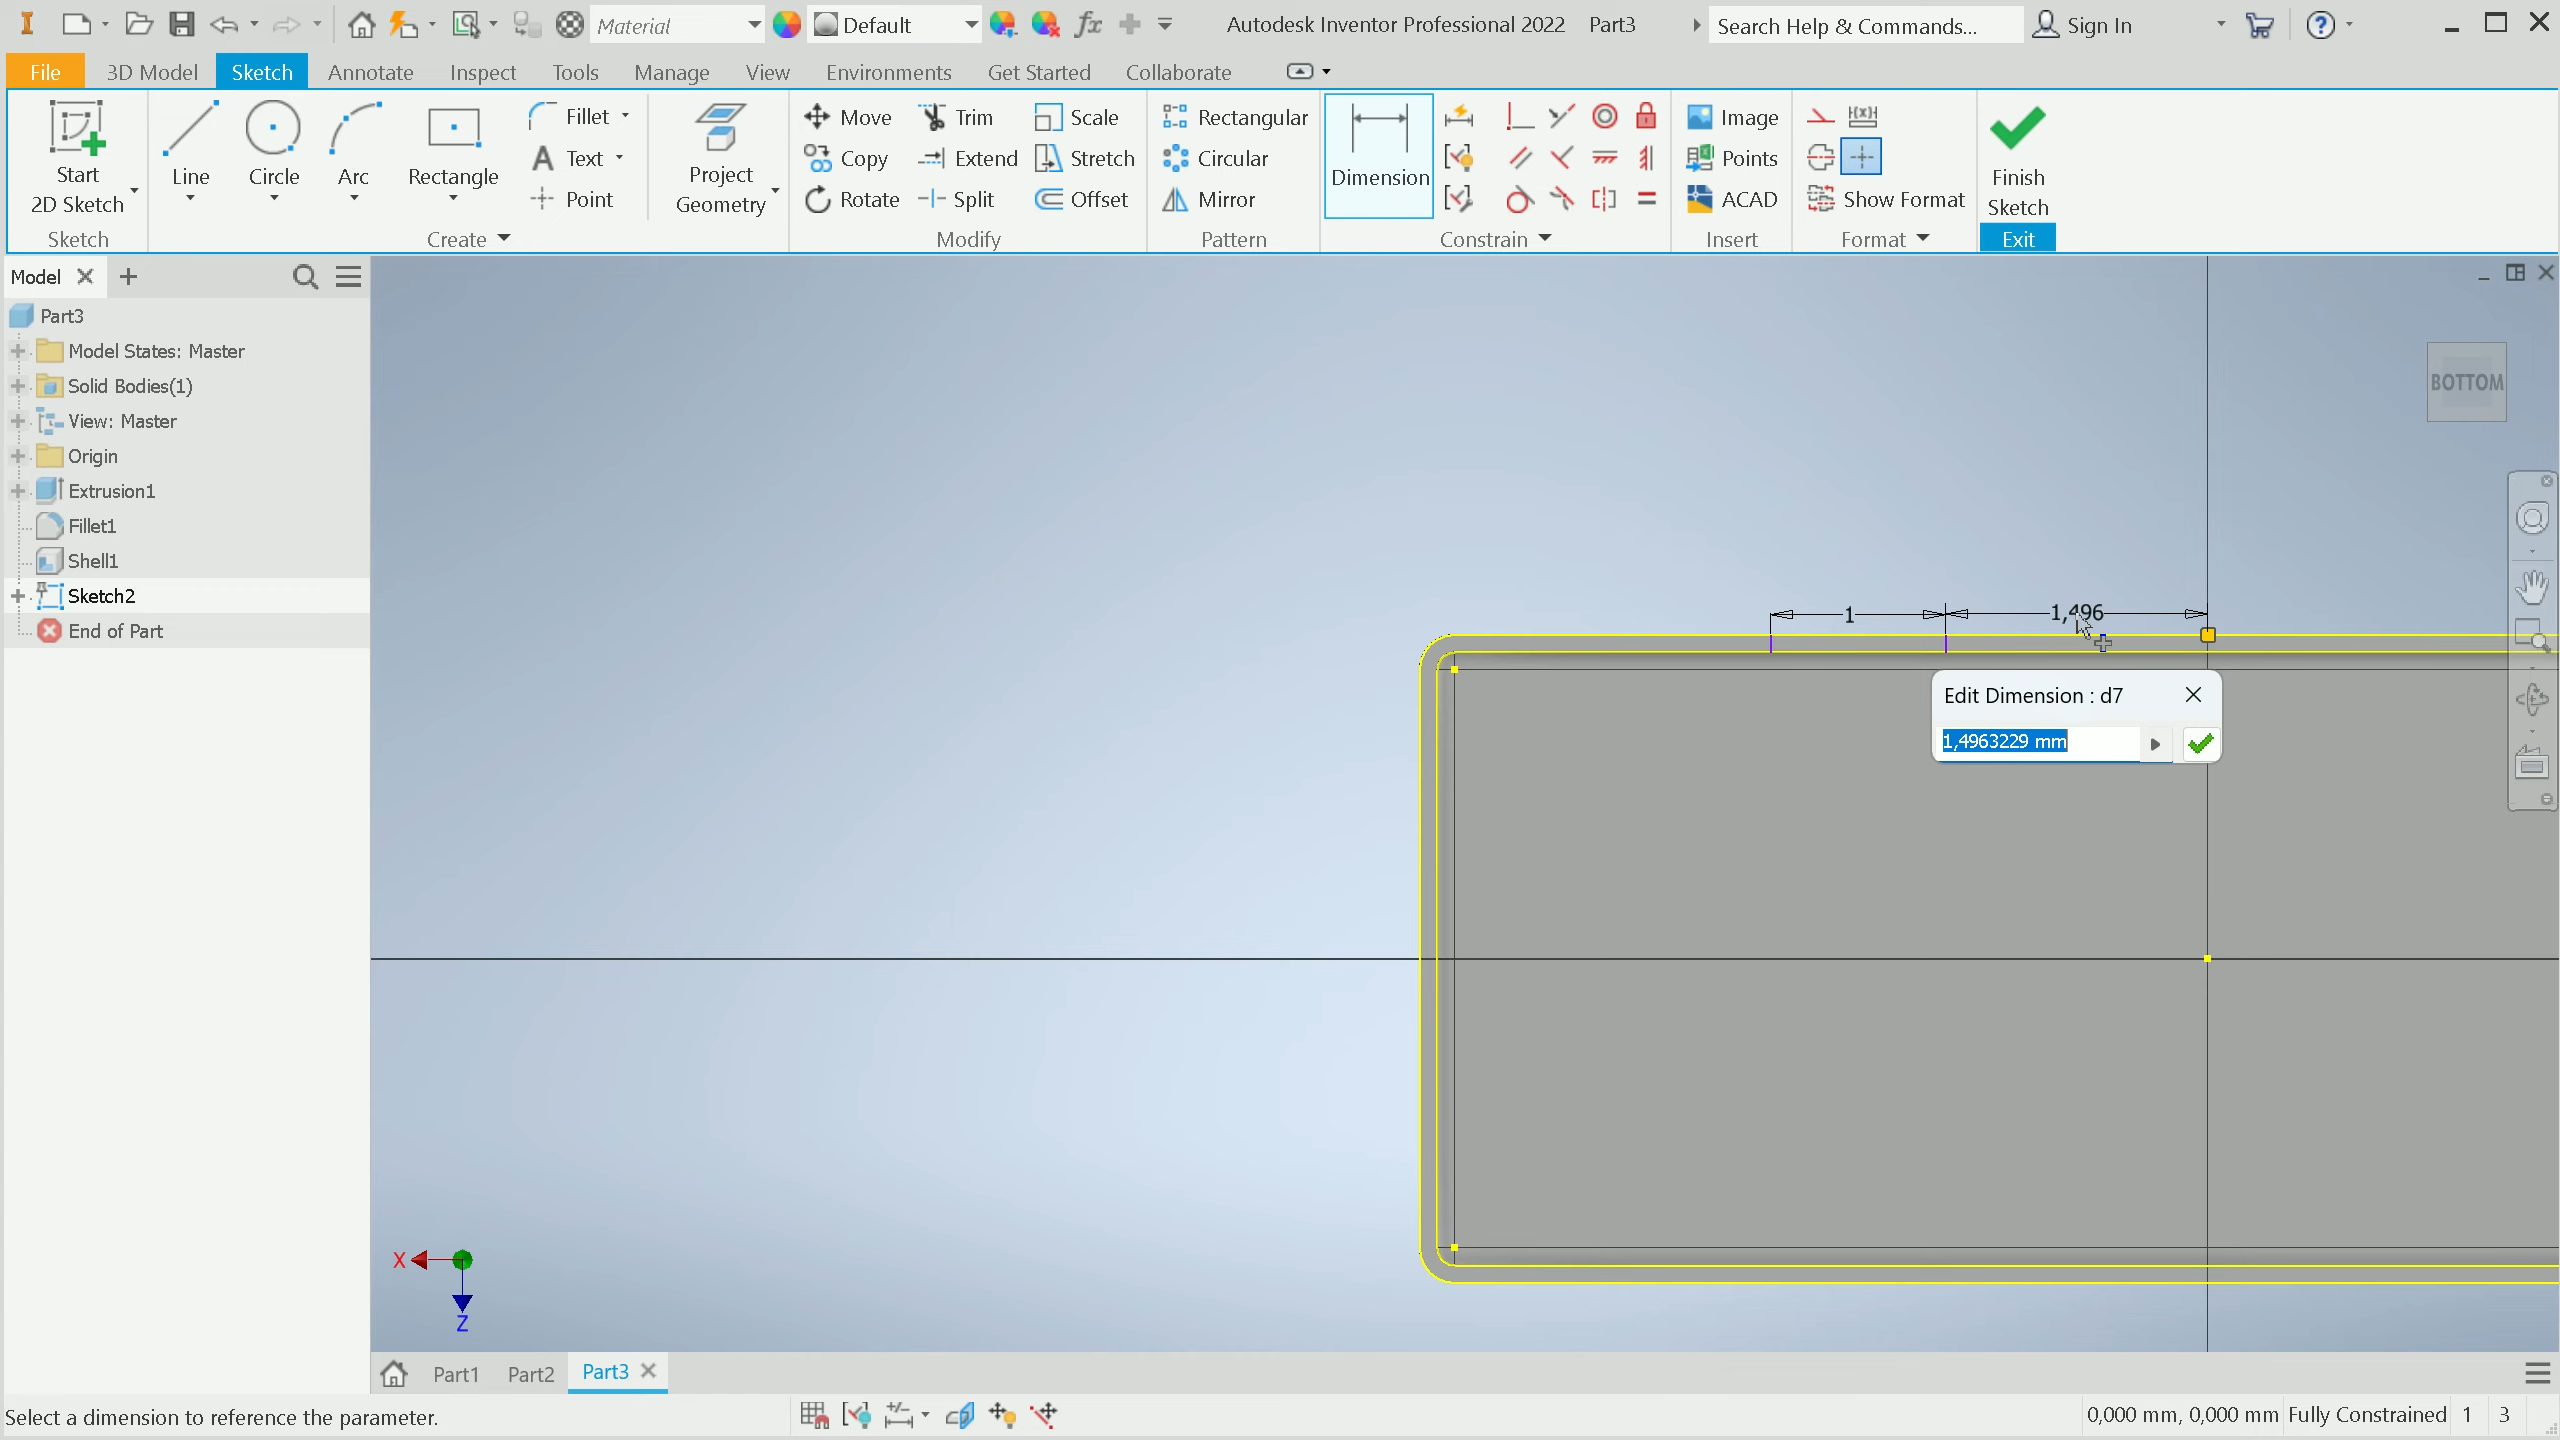 Material
Default
Autodesk Inventor Professional 2022 Part3
Search Help & Commands...
Sign In
File 3D Model Sketch Annotate Inspect Tools Manage View Environments Get Started Collaborate
Start
2D Sketch
Line
Circle
Arc
Rectangle
Fillet
Text
Point
Project
Geometry
Move
Copy
Rotate
Trim
Extend
Split
Scale
Stretch
Offset
Rectangular
Circular
Mirror
Dimension
Image
Points
ACAD
Show Format
Finish
Sketch
Sketch Create Modify Pattern Constrain Insert Format Exit
Model
Part3
Model States: Master
Solid Bodies(1)
View: Master
Origin
Extrusion1
Fillet1
Shell1
Sketch2
End of Part
BOTTOM
1
1,496
Edit Dimension : d7
1,4963229 mm
X
Z
Part1 Part2 Part3
Select a dimension to reference the parameter.
0,000 mm, 0,000 mm Fully Constrained 1 3